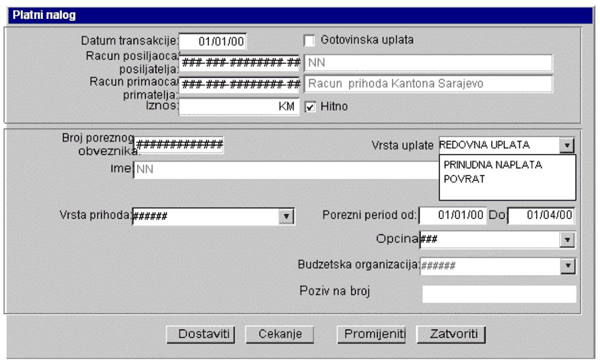 Platni nalog
Datum transakcije: 01/01/00 Gotovinska uplata
Racun posiljaoca posiljatelja: ###-###-########-## NN
Racun primaoca primatelja: ###-###-########-## Racun prihoda Kantona Sarajevo
Iznos: KM Hitno
Broj poreznog obveznika: ############# Vrsta uplate REDOVNA UPLATA
PRINUDNA NAPLATA
POVRAT
Ime NN
Vrsta prihoda: ###### Porezni period od: 01/01/00 Do 01/04/00
Opcina ###
Budzetska organizacija: ######
Poziv na broj
Dostaviti Cekanje Promijeniti Zatvoriti